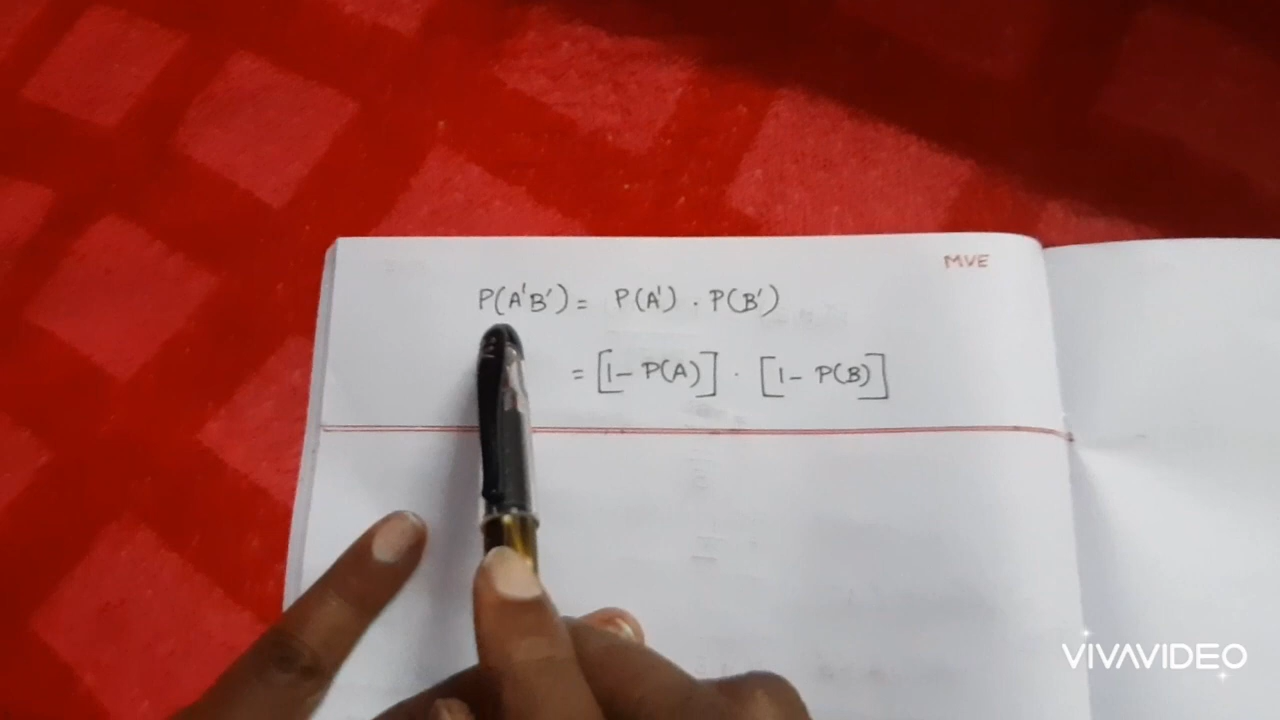 MVE
P(A'B') = P(A') . P(B')
= [1- P(A)] . [1- P(B)]
VIVAVIDEO